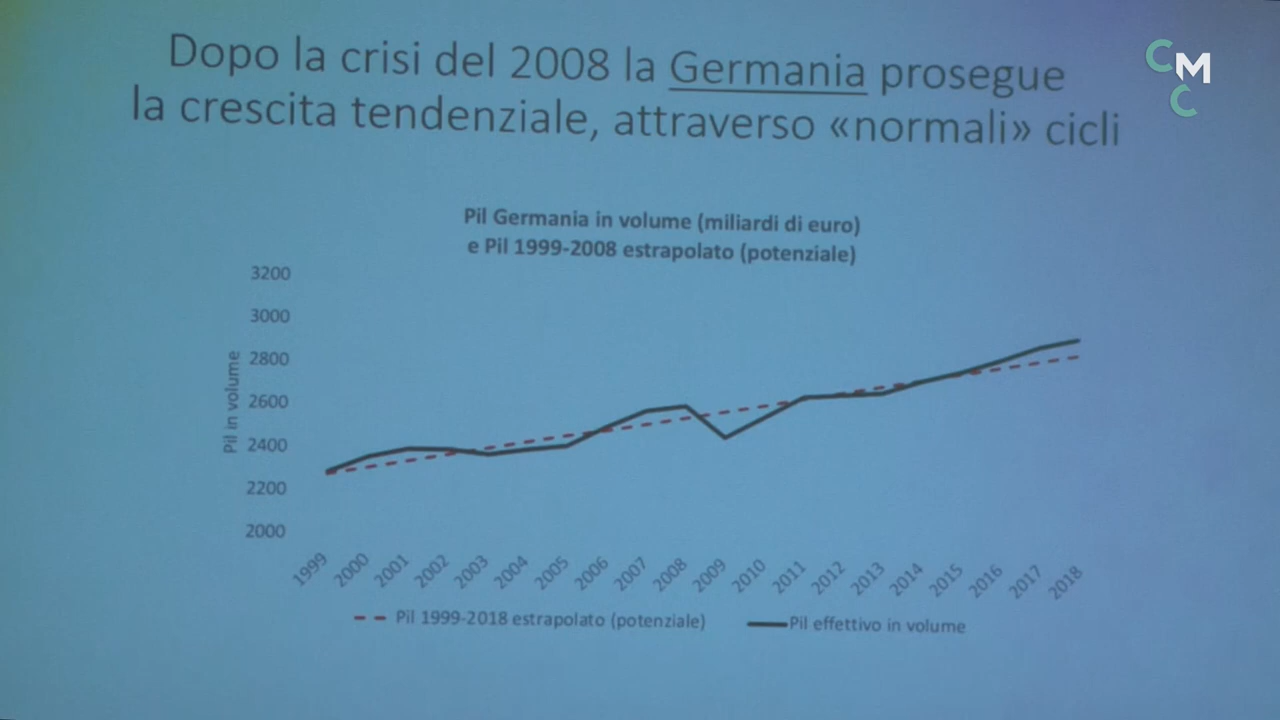 Dopo la crisi del 2008 la Germania prosegue
la crescita tendenziale, attraverso «normali» cicli
CMC
Pil Germania in volume (miliardi di euro)
e Pil 1999-2008 estrapolato (potenziale)
Pil in volume
3200
3000
2800
2600
2400
2200
2000
1999 2000 2001 2002 2003 2004 2005 2006 2007 2008 2009 2010 2011 2012 2013 2014 2015 2016 2017 2018
Pil 1999-2018 estrapolato (potenziale) Pil effettivo in volume